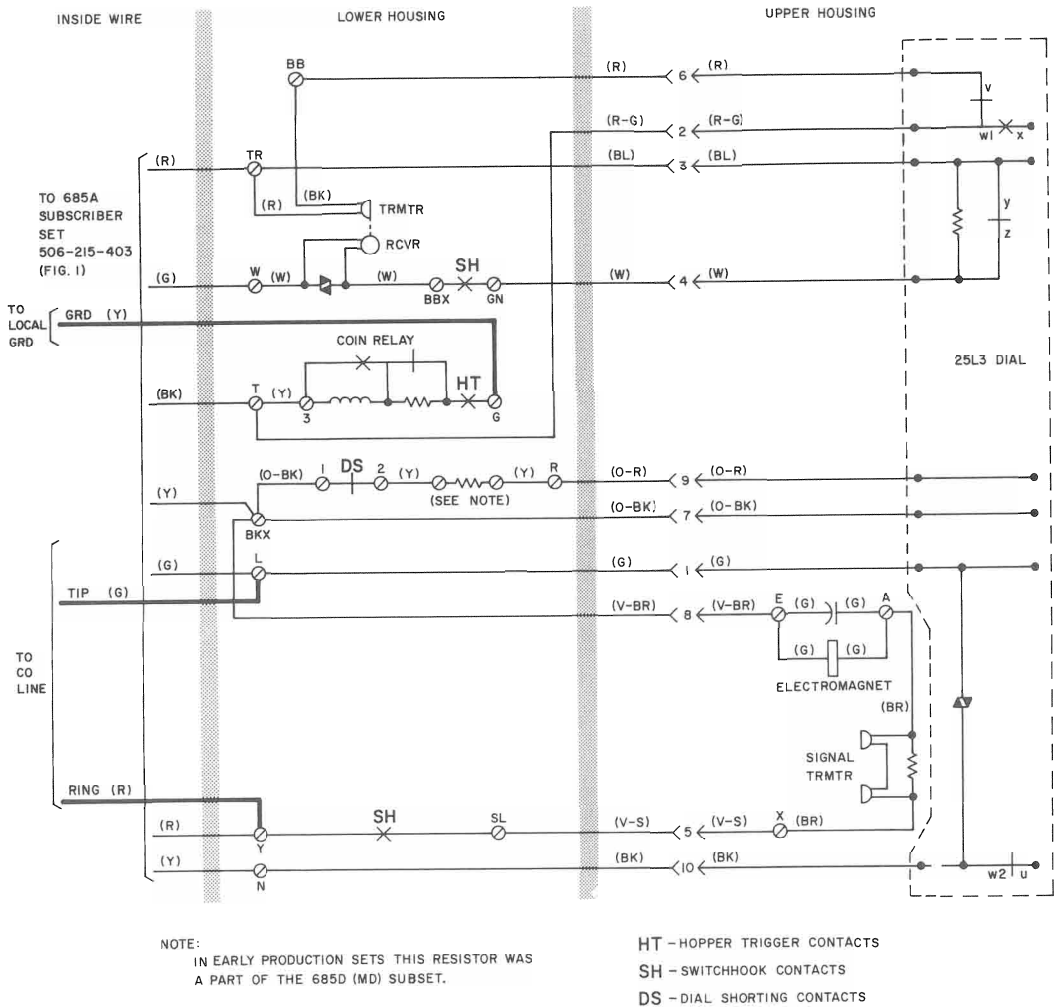 INSIDE WIRE
LOWER HOUSING
UPPER HOUSING
BB
(R)
6
(R)
v
(R-G)
2
(R-G)
w1
x
(R)
TR
(BL)
3
(BL)
(BK)
(R)
TRMTR
TO 685A
SUBSCRIBER
SET
506-215-403
(FIG. 1)
y
z
RCVR
(G)
W
(W)
(W)
BBX
SH
GN
(W)
4
(W)
TO
LOCAL
GRD
GRD (Y)
COIN RELAY
25L3 DIAL
HT
(BK)
T
(Y)
3
G
(O-BK)
1
DS
2
(Y)
(Y)
R
(O-R)
9
(O-R)
(SEE NOTE)
(Y)
BKX
(O-BK)
7
(O-BK)
(G)
L
(G)
1
(G)
TIP (G)
(V-BR)
8
(V-BR)
E
(G)
(G)
A
(G)
(G)
ELECTROMAGNET
TO
CO
LINE
(BR)
SIGNAL
TRMTR
RING (R)
(R)
Y
SH
SL
(V-S)
5
(V-S)
X
(BR)
(Y)
N
(BK)
10
(BK)
w2
u
NOTE:
IN EARLY PRODUCTION SETS THIS RESISTOR WAS
A PART OF THE 685D (MD) SUBSET.
HT - HOPPER TRIGGER CONTACTS
SH - SWITCHHOOK CONTACTS
DS - DIAL SHORTING CONTACTS